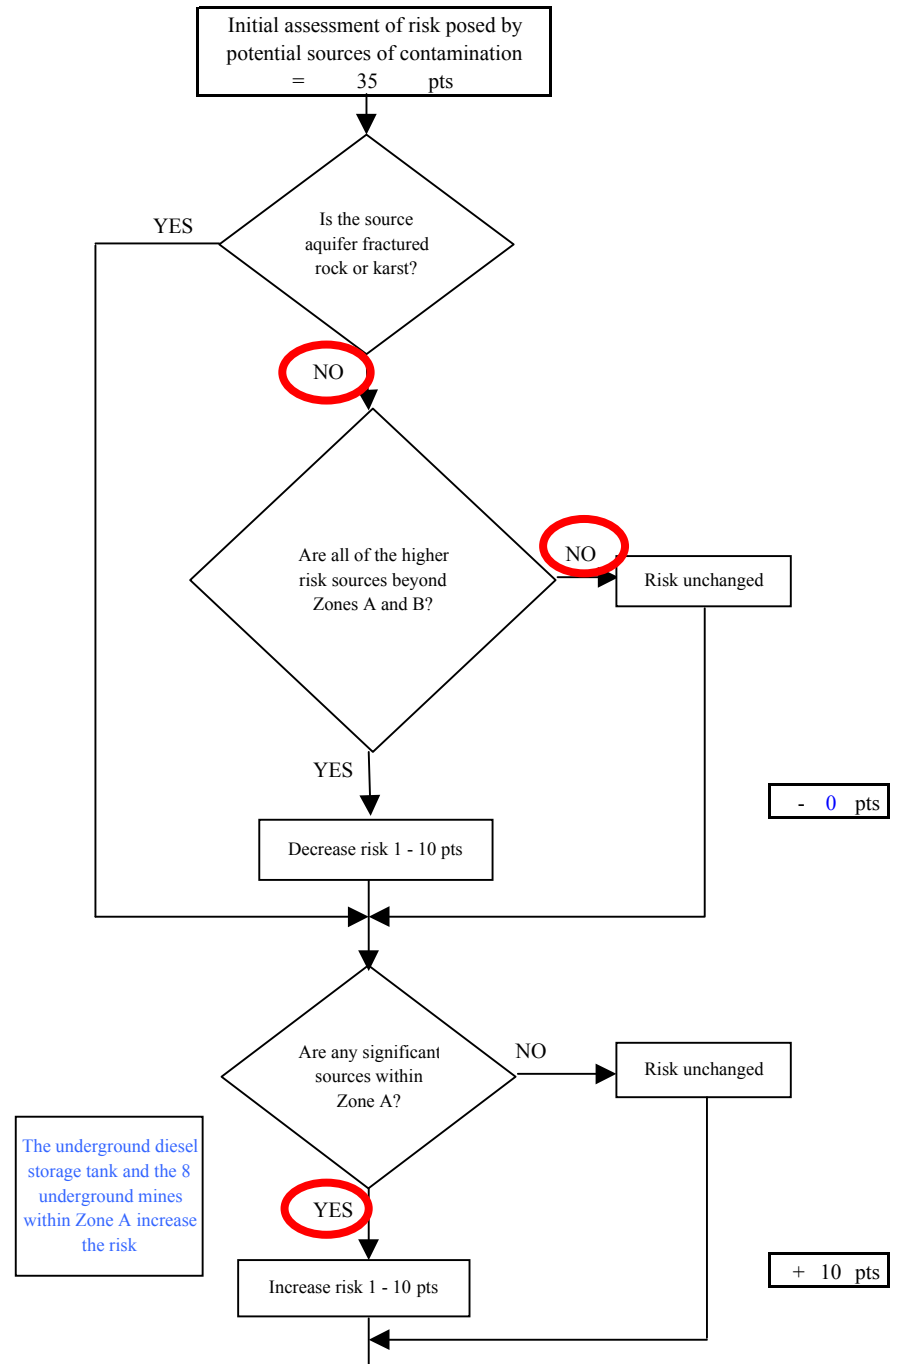 Initial assessment of risk posed by
potential sources of contamination
= 35 pts
YES
Is the source
aquifer fractured
rock or karst?
NO
Are all of the higher
risk sources beyond
Zones A and B?
NO
Risk unchanged
YES
- 0 pts
Decrease risk 1 - 10 pts
Are any significant
sources within
Zone A?
NO
Risk unchanged
The underground diesel
storage tank and the 8
underground mines
within Zone A increase
the risk
YES
+ 10 pts
Increase risk 1 - 10 pts